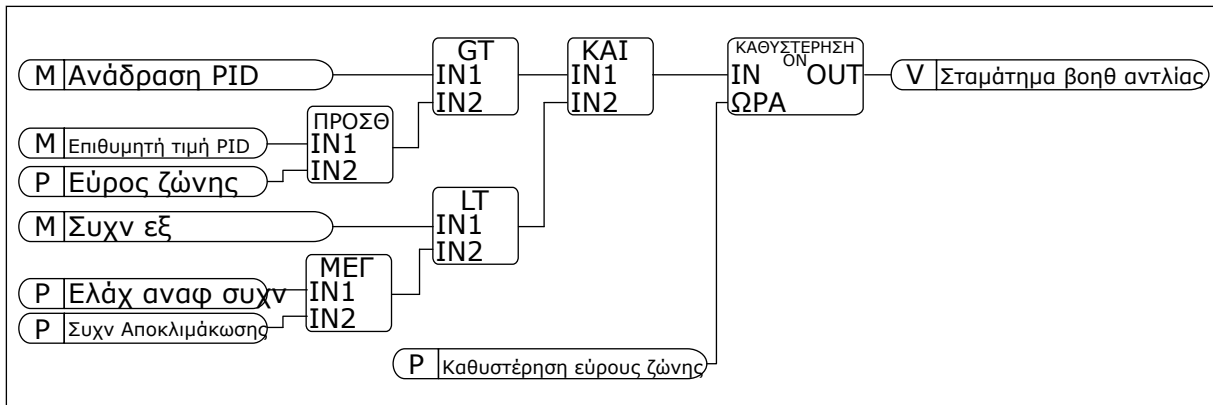 GT
ΚΑΙ
ΚΑΘΥΣΤΕΡΗΣΗ
ON
M Ανάδραση PID
IN1
IN1
IN OUT
V Σταμάτημα βοηθ αντλίας
IN2
IN2
ΩΡΑ
ΠΡΟΣΘ
M Επιθυμητή τιμή PID
IN1
P Εύρος ζώνης
IN2
LT
M Συχν εξ
IN1
IN2
ΜΕΓ
P Ελάχ αναφ συχν
IN1
P Συχν Αποκλιμάκωσης
IN2
P Καθυστέρηση εύρους ζώνης